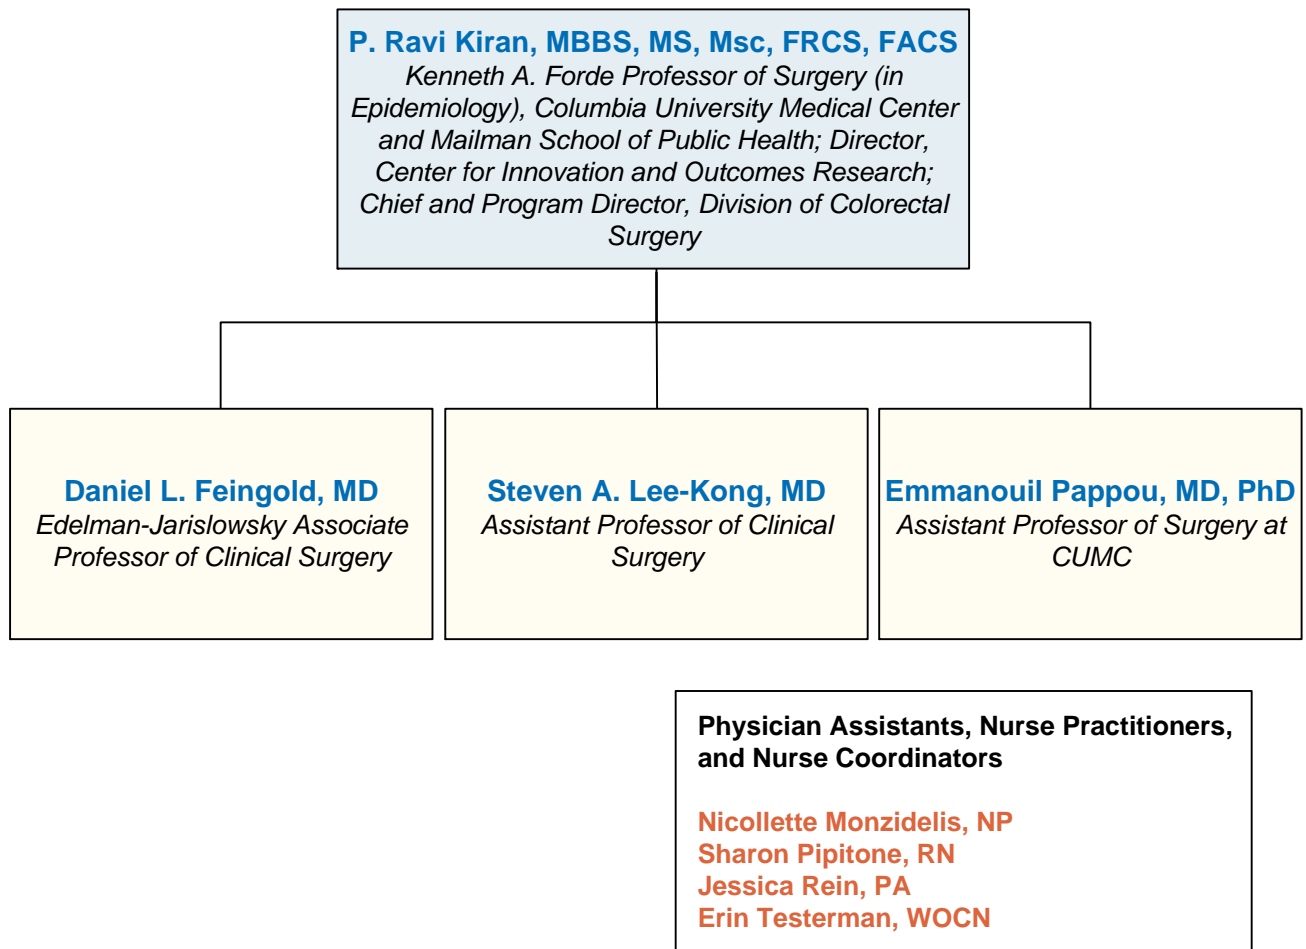 P. Ravi Kiran, MBBS, MS, Msc, FRCS, FACS
Kenneth A. Forde Professor of Surgery (in
Epidemiology), Columbia University Medical Center
and Mailman School of Public Health; Director,
Center for Innovation and Outcomes Research;
Chief and Program Director, Division of Colorectal
Surgery
Daniel L. Feingold, MD
Edelman-Jarislowsky Associate
Professor of Clinical Surgery
Steven A. Lee-Kong, MD
Assistant Professor of Clinical
Surgery
Emmanouil Pappou, MD, PhD
Assistant Professor of Surgery at
CUMC
Physician Assistants, Nurse Practitioners,
and Nurse Coordinators
Nicollette Monzidelis, NP
Sharon Pipitone, RN
Jessica Rein, PA
Erin Testerman, WOCN